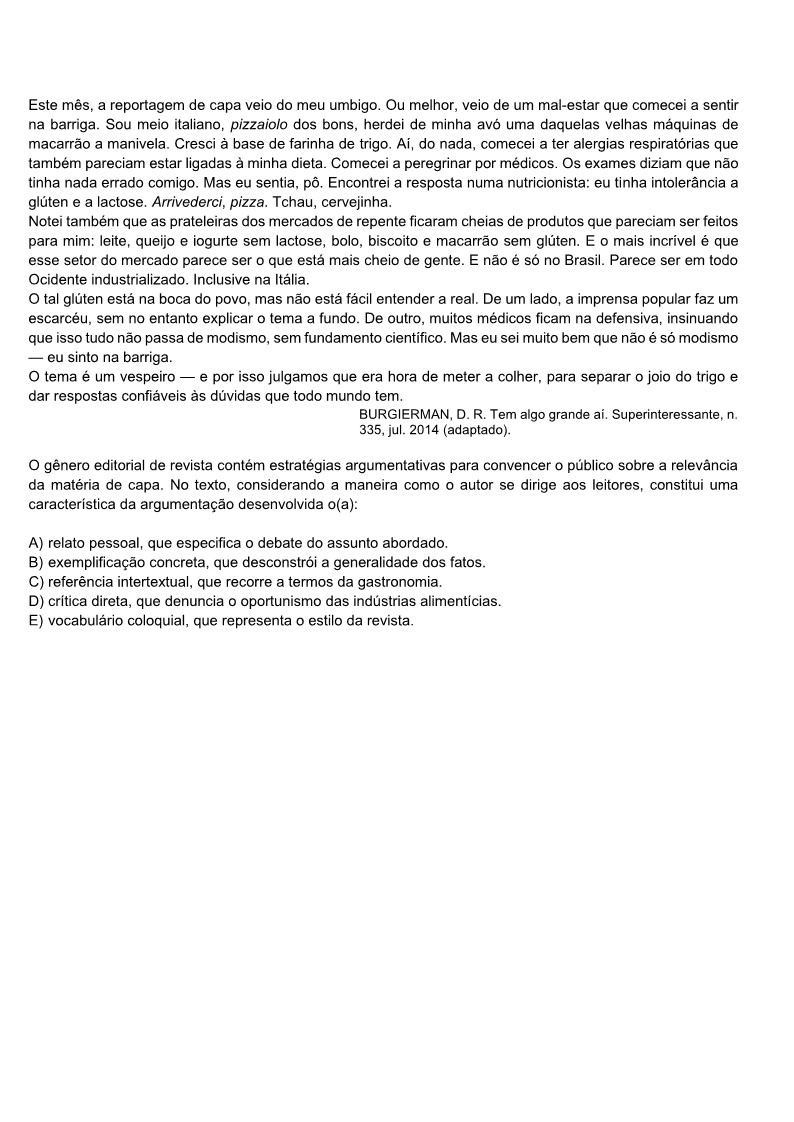 Este mês, a reportagem de capa veio do meu umbigo. Ou melhor, veio de um mal-estar que comecei a sentir
na barriga. Sou meio italiano, pizzaiolo dos bons, herdei de minha avó uma daquelas velhas máquinas de
macarrão a manivela. Cresci à base de farinha de trigo. Aí, do nada, comecei a ter alergias respiratórias que
também pareciam estar ligadas à minha dieta. Comecei a peregrinar por médicos. Os exames diziam que não
tinha nada errado comigo. Mas eu sentia, pô. Encontrei a resposta numa nutricionista: eu tinha intolerância a
glúten e a lactose. Arrivederci, pizza. Tchau, cervejinha.
Notei também que as prateleiras dos mercados de repente ficaram cheias de produtos que pareciam ser feitos
para mim: leite, queijo e iogurte sem lactose, bolo, biscoito e macarrão sem glúten. E o mais incrível é que
esse setor do mercado parece ser o que está mais cheio de gente. E não é só no Brasil. Parece ser em todo
Ocidente industrializado. Inclusive na Itália.
O tal glúten está na boca do povo, mas não está fácil entender a real. De um lado, a imprensa popular faz um
escarcéu, sem no entanto explicar o tema a fundo. De outro, muitos médicos ficam na defensiva, insinuando
que isso tudo não passa de modismo, sem fundamento científico. Mas eu sei muito bem que não é só modismo
— eu sinto na barriga.
O tema é um vespeiro — e por isso julgamos que era hora de meter a colher, para separar o joio do trigo e
dar respostas confiáveis às dúvidas que todo mundo tem.
BURGIERMAN, D. R. Tem algo grande aí. Superinteressante, n.
335, jul. 2014 (adaptado).
O gênero editorial de revista contém estratégias argumentativas para convencer o público sobre a relevância
da matéria de capa. No texto, considerando a maneira como o autor se dirige aos leitores, constitui uma
característica da argumentação desenvolvida o(a):
A) relato pessoal, que especifica o debate do assunto abordado.
B) exemplificação concreta, que desconstrói a generalidade dos fatos.
C) referência intertextual, que recorre a termos da gastronomia.
D) crítica direta, que denuncia o oportunismo das indústrias alimentícias.
E) vocabulário coloquial, que representa o estilo da revista.